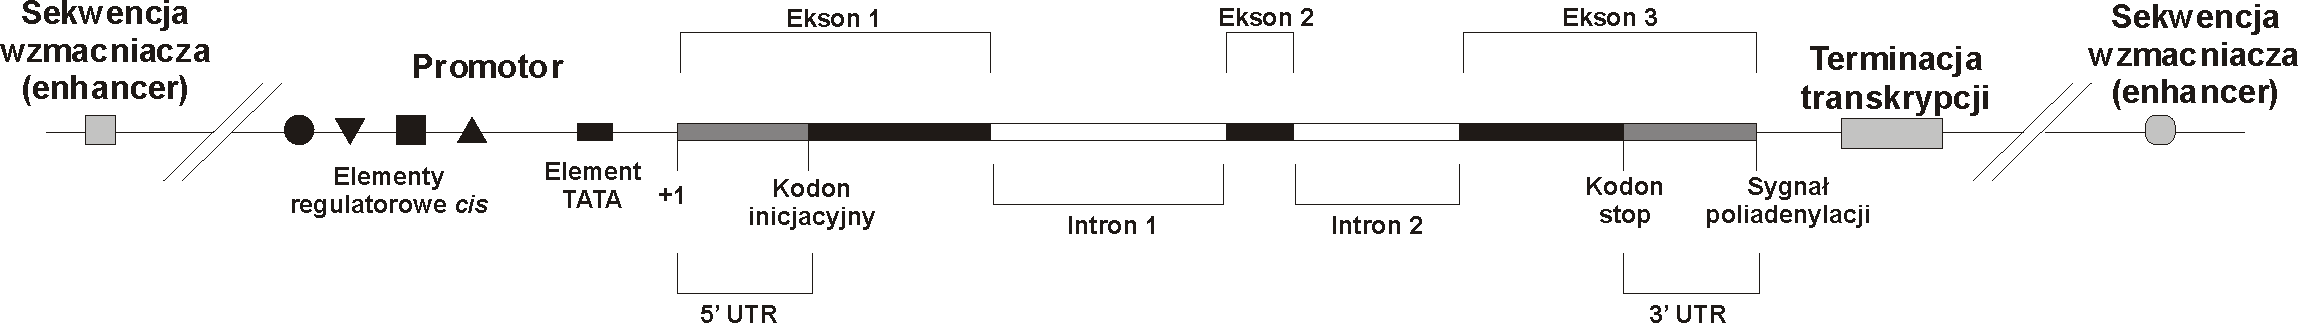 Sekwencja
wzmacniacza
(enhancer)
Promotor
Ekson 1
Ekson 2
Ekson 3
Terminacja
transkrypcji
Sekwencja
wzmacniacza
(enhancer)
Elementy
regulatorowe cis
Element
TATA
+1
Kodon
inicjacyjny
Intron 1
Intron 2
Kodon
stop
Sygnał
poliadenylacji
5’ UTR
3’ UTR